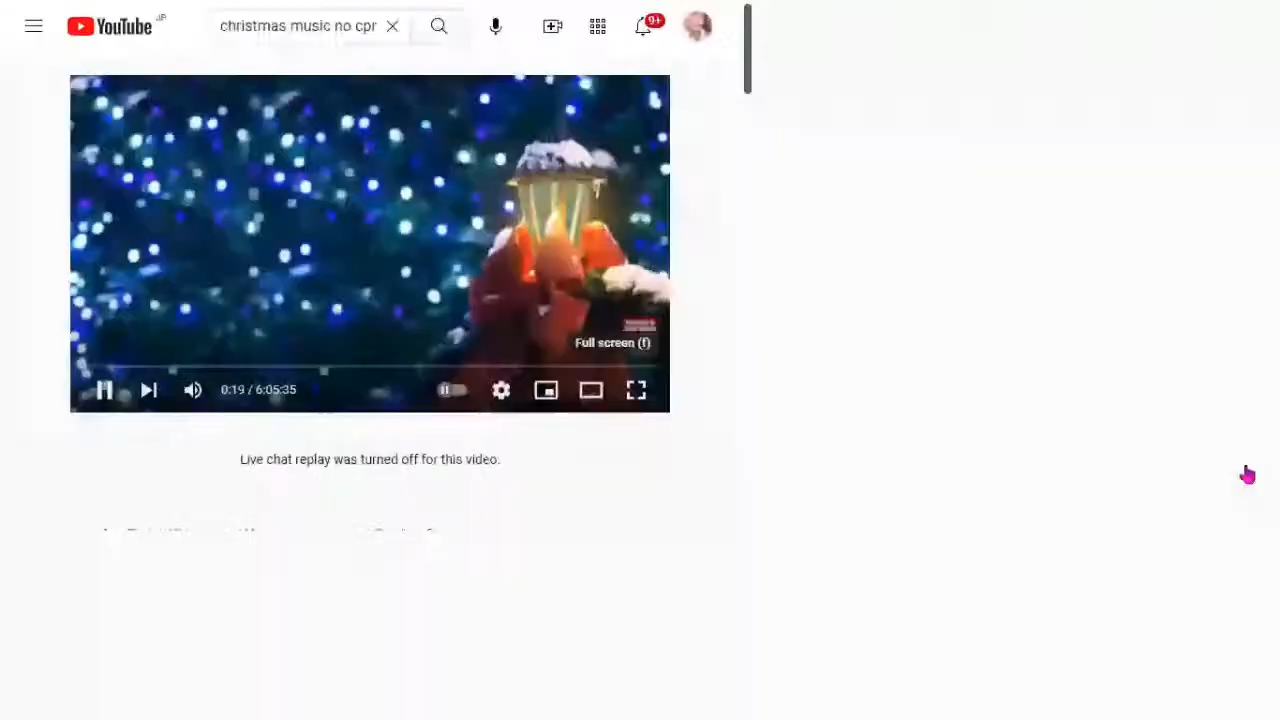 YouTube JP
christmas music no cpr
9+
Full screen (f)
0:19 / 6:05:35
Live chat replay was turned off for this video.